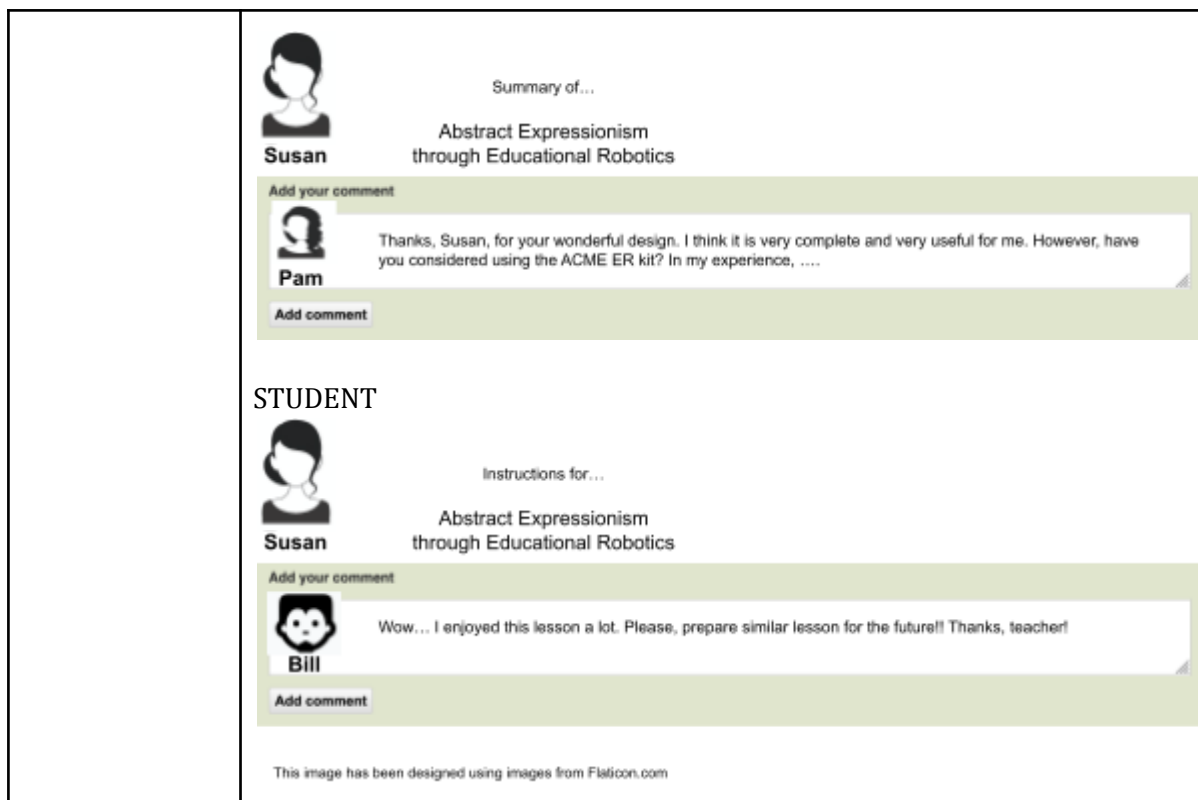 Summary of…
Abstract Expressionism
through Educational Robotics
Susan
Add your comment
Thanks, Susan, for your wonderful design. I think it is very complete and very useful for me. However, have
you considered using the ACME ER kit? In my experience, ….
Pam
Add comment
STUDENT
Instructions for…
Abstract Expressionism
through Educational Robotics
Susan
Add your comment
Wow… I enjoyed this lesson a lot. Please, prepare similar lesson for the future!! Thanks, teacher!
Bill
Add comment
This image has been designed using images from Flaticon.com